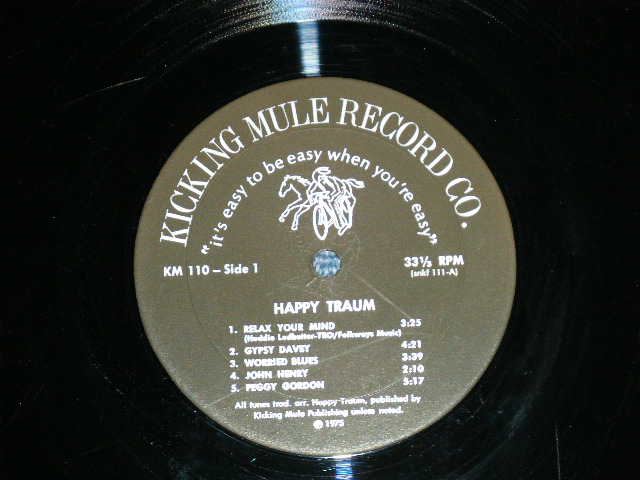 KICKING MULE RECORD CO.
"it's easy to be easy when you're easy"
KM 110 – Side 1
33⅓ RPM
(snkf 111-A)
HAPPY TRAUM
1. RELAX YOUR MIND 3:25
(Huddie Ledbetter-TRO/Folkways Music)
2. GYPSY DAVEY 4:21
3. WORRIED BLUES 3:39
4. JOHN HENRY 2:10
5. PEGGY GORDON 5:17
All tunes trad. arr. Happy Traum, published by
Kicking Mule Publishing unless noted.
℗ 1975